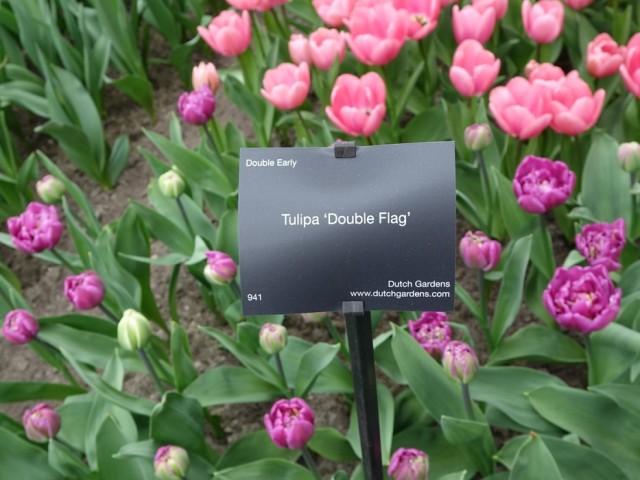 Double Early
Tulipa ‘Double Flag’
Dutch Gardens
941
www.dutchgardens.com